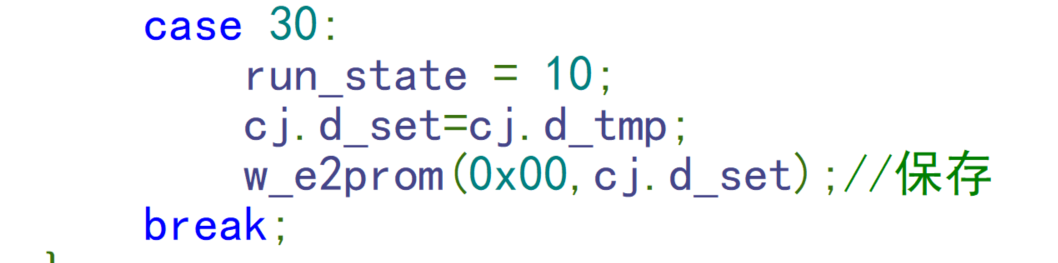 case 30:
run_state = 10;
cj.d_set=cj.d_tmp;
w_e2prom(0x00,cj.d_set);//保存
break;
}